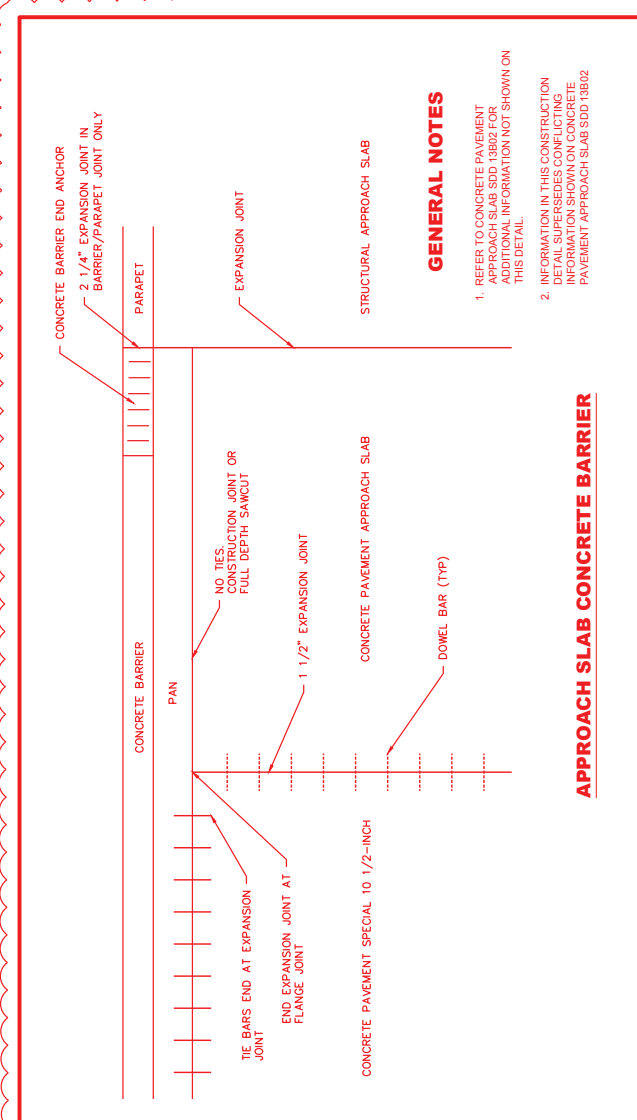 CONCRETE BARRIER END ANCHOR
2 1/4" EXPANSION JOINT IN
BARRIER/PARAPET JOINT ONLY
CONCRETE BARRIER
PARAPET
PAN
NO TIES.
CONSTRUCTION JOINT OR
FULL DEPTH SAWCUT
EXPANSION JOINT
TIE BARS END AT EXPANSION
JOINT
END EXPANSION JOINT AT
FLANGE JOINT
1 1/2" EXPANSION JOINT
CONCRETE PAVEMENT SPECIAL 10 1/2-INCH
CONCRETE PAVEMENT APPROACH SLAB
STRUCTURAL APPROACH SLAB
DOWEL BAR (TYP)
GENERAL NOTES
1. REFER TO CONCRETE PAVEMENT
APPROACH SLAB SDD 13B02 FOR
ADDITIONAL INFORMATION NOT SHOWN ON
THIS DETAIL.
2. INFORMATION IN THIS CONSTRUCTION
DETAIL SUPERSEDES CONFLICTING
INFORMATION SHOWN ON CONCRETE
PAVEMENT APPROACH SLAB SDD 13B02
APPROACH SLAB CONCRETE BARRIER